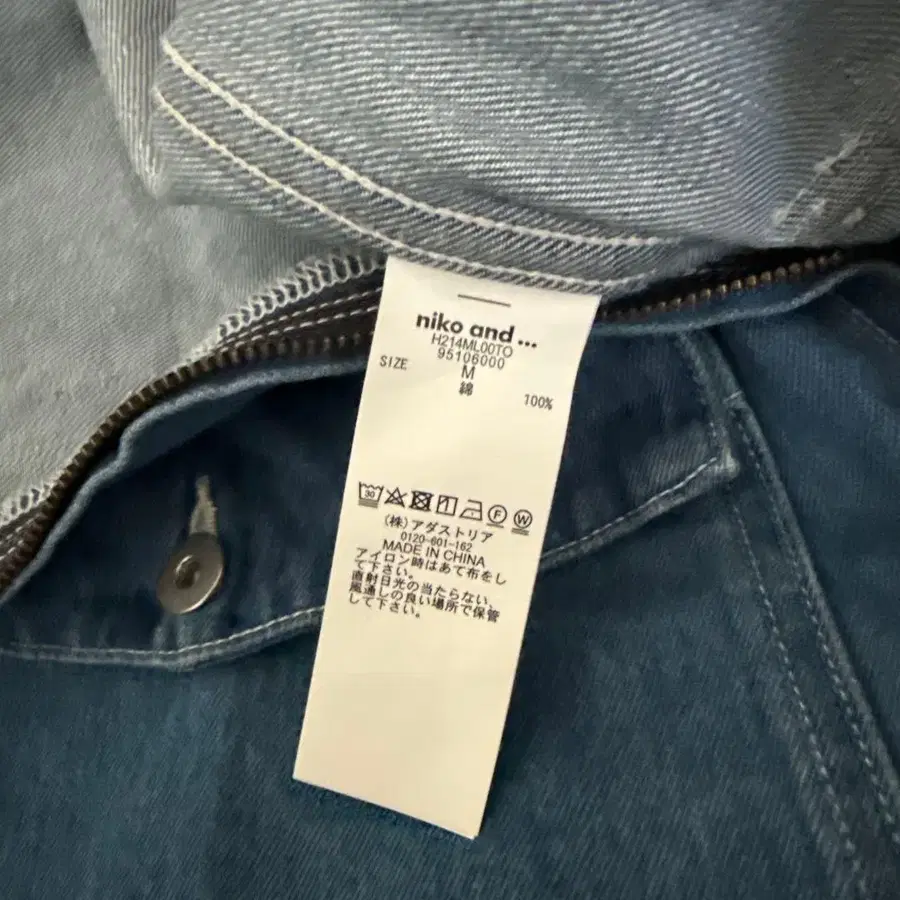 niko and ...
H214ML00TO
95106000
SIZE M
綿 100%
30 F W
(株)アダストリア
0120-601-162
MADE IN CHINA
アイロン時はあて布をし
て下さい。
直射日光の当たらない
風通しの良い場所で保管
して下さい。